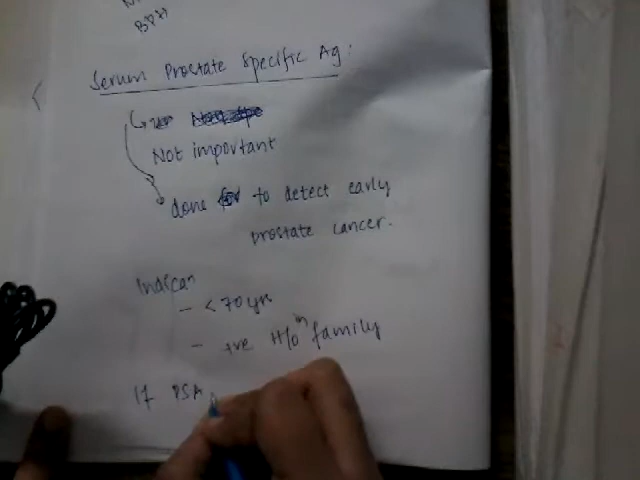 BPH
Serum Prostate Specific Ag:
Not important
done to detect early
prostate cancer.
- < 70 yrs
- +ve H/o in family
If PSA